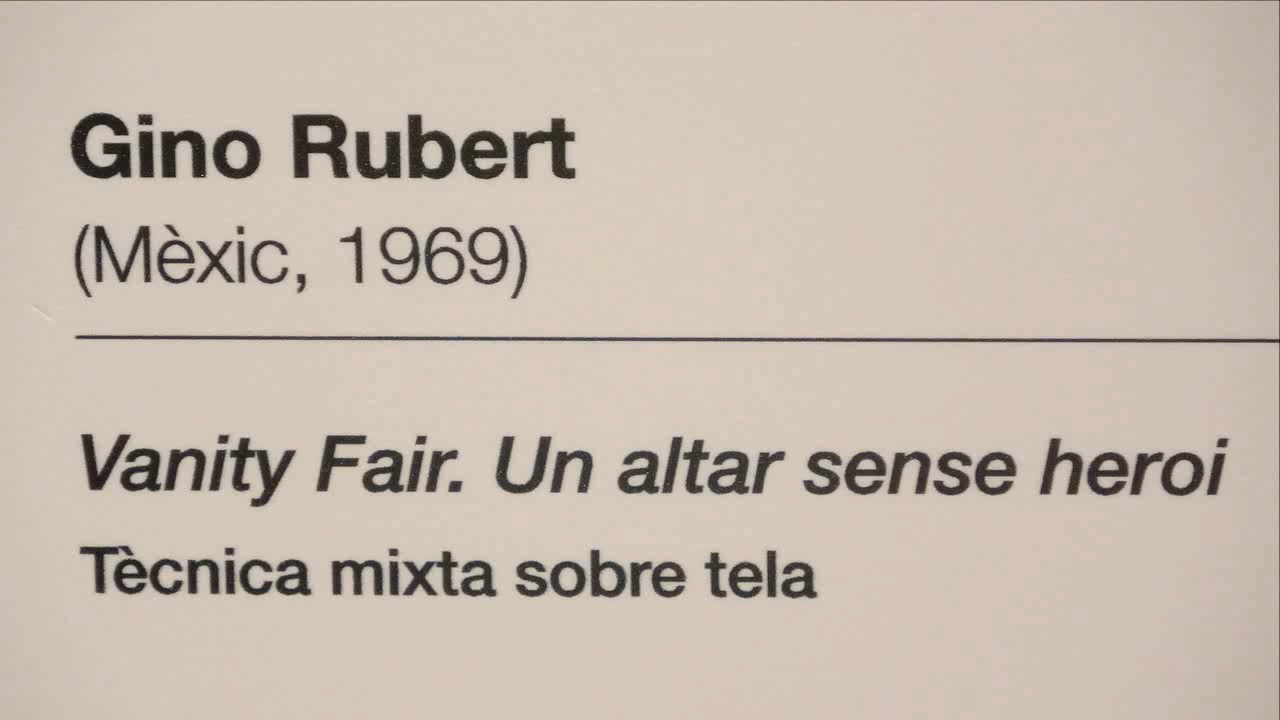 Gino Rubert
(Mèxic, 1969)
Vanity Fair. Un altar sense heroi
Tècnica mixta sobre tela